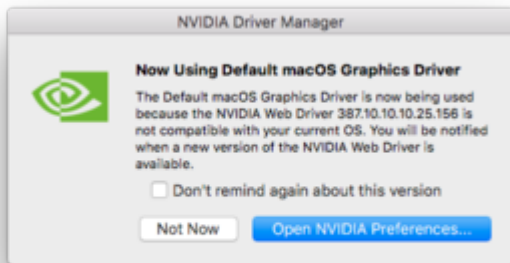 NVIDIA Driver Manager
Now Using Default macOS Graphics Driver
The Default macOS Graphics Driver is now being used
because the NVIDIA Web Driver 387.10.10.10.25.156 is
not compatible with your current OS. You will be notified
when a new version of the NVIDIA Web Driver is
available.
Don't remind again about this version
Not Now
Open NVIDIA Preferences...